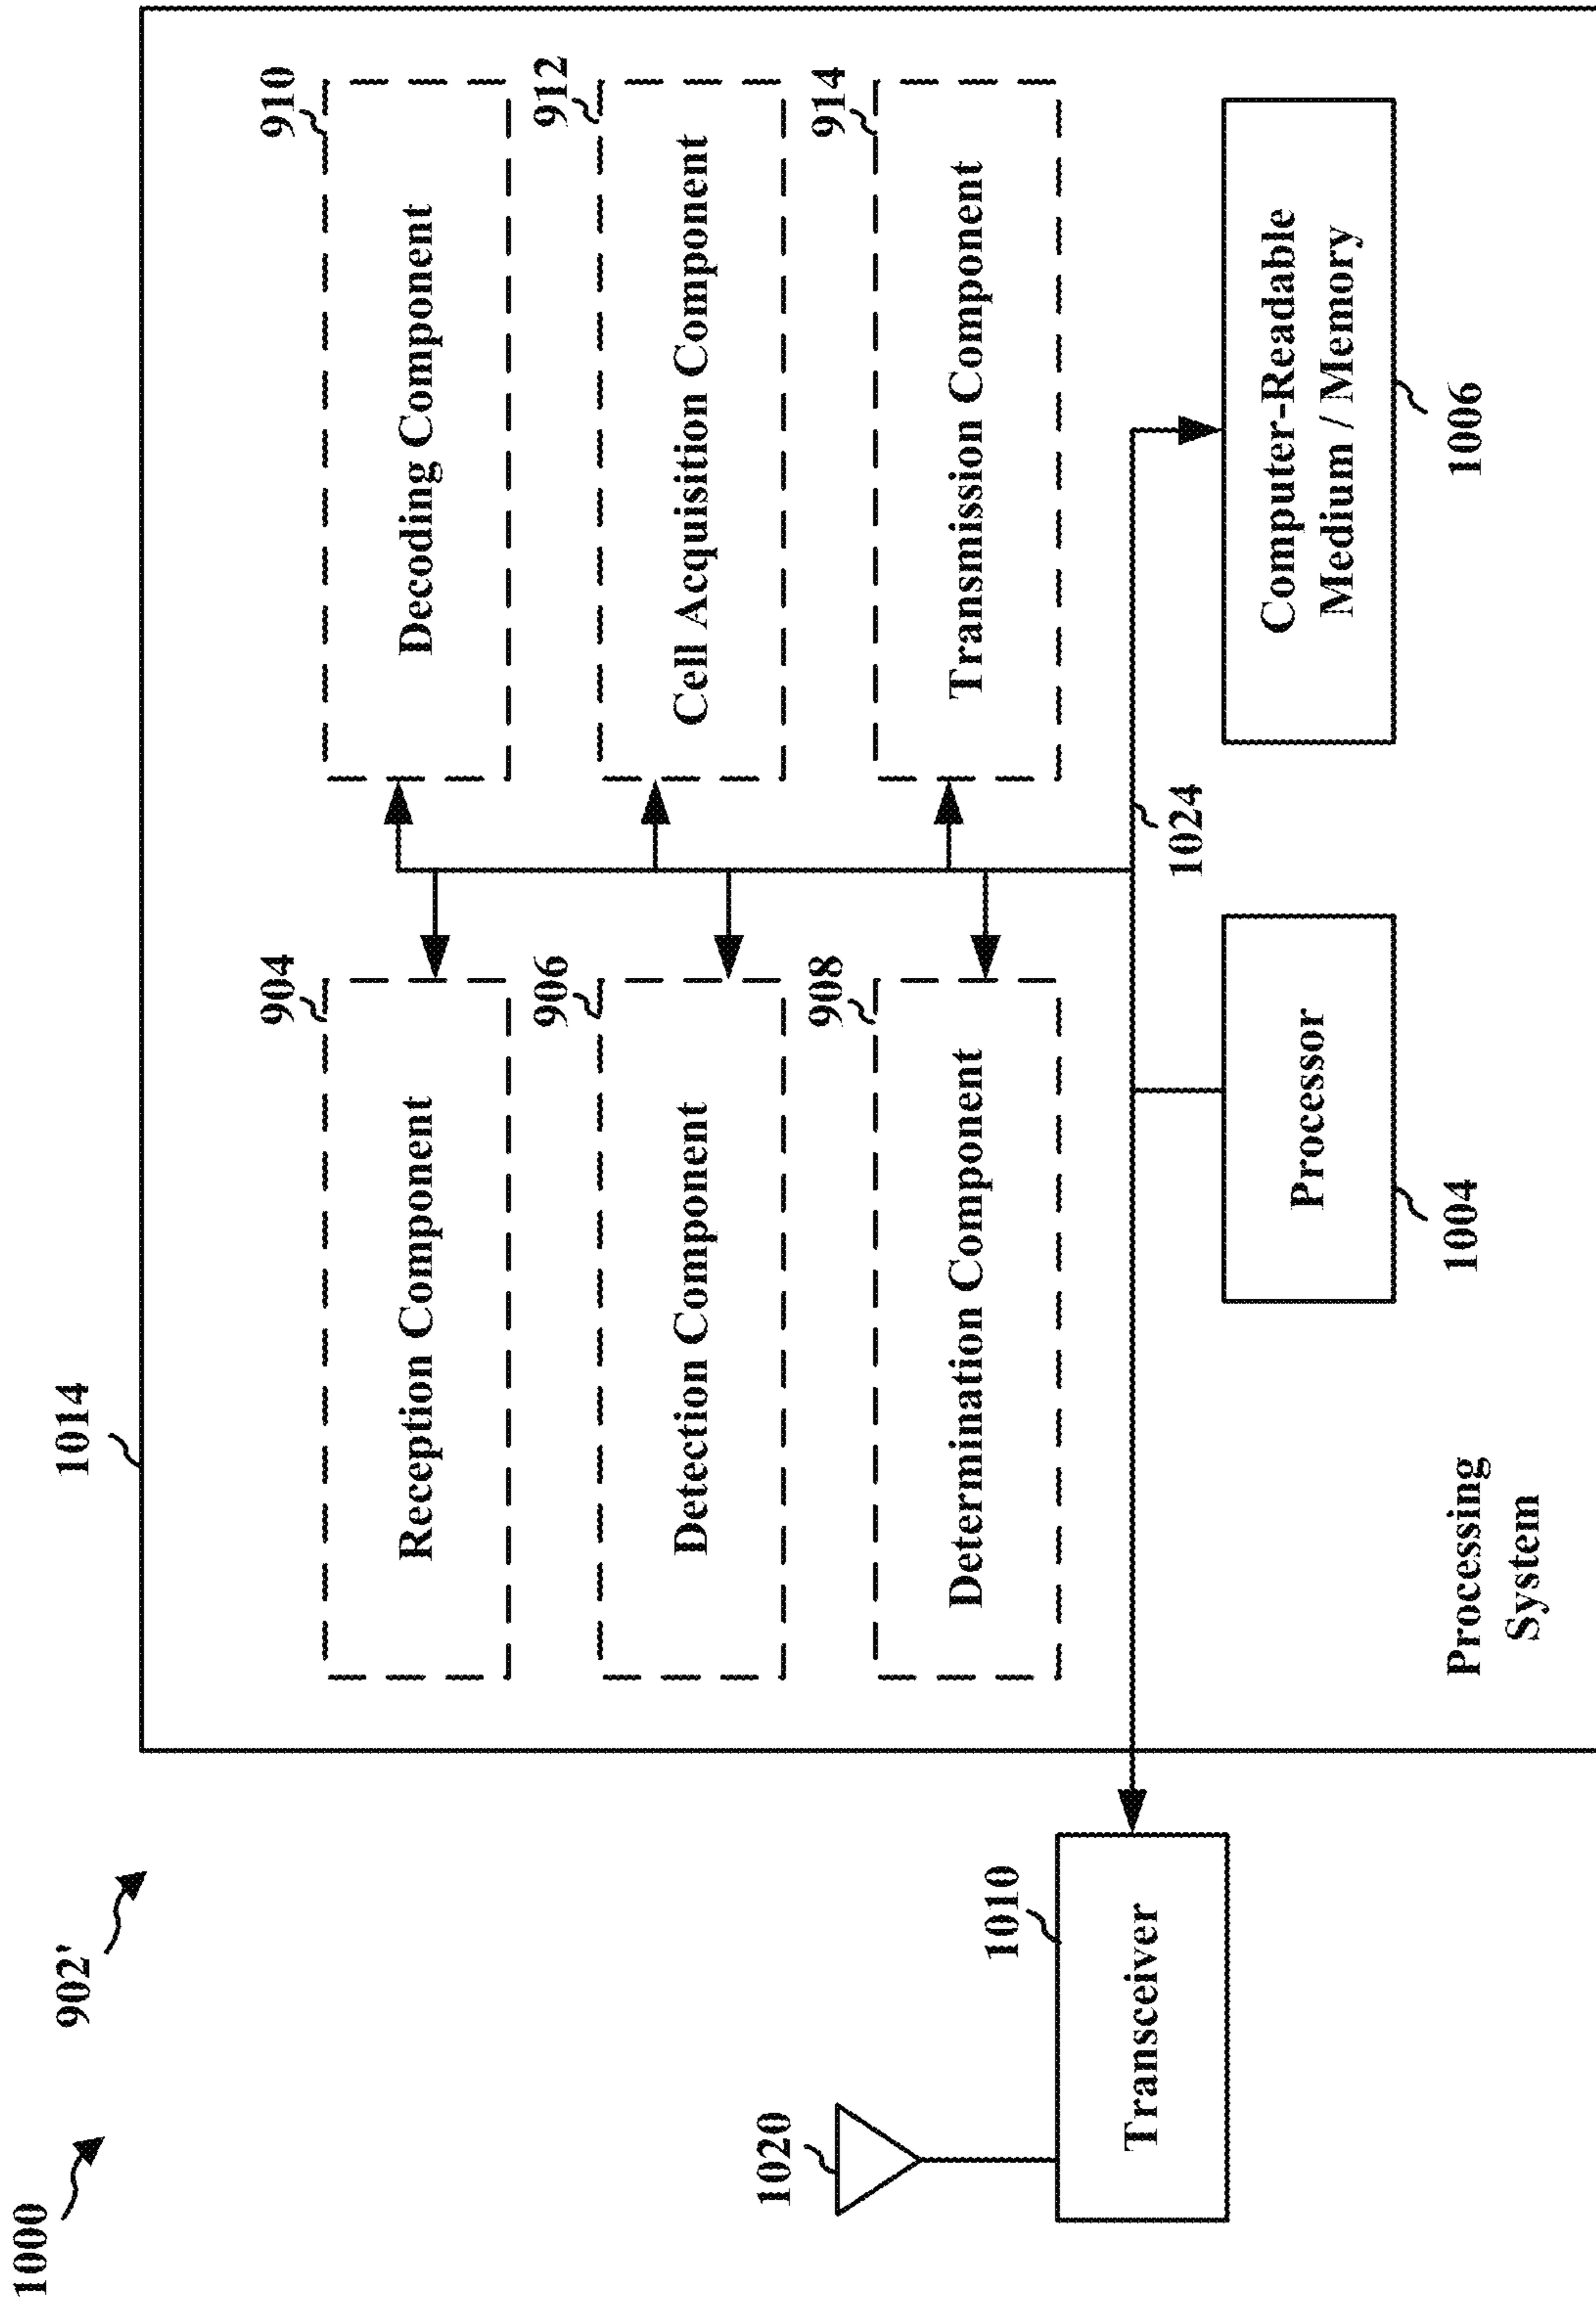 1000
902'
1014
904
Reception Component
910
Decoding Component
906
Detection Component
912
Cell Acquisition Component
908
Determination Component
914
Transmission Component
1020
1010
Transceiver
1024
Processor
1004
Computer-Readable
Medium / Memory
1006
Processing
System